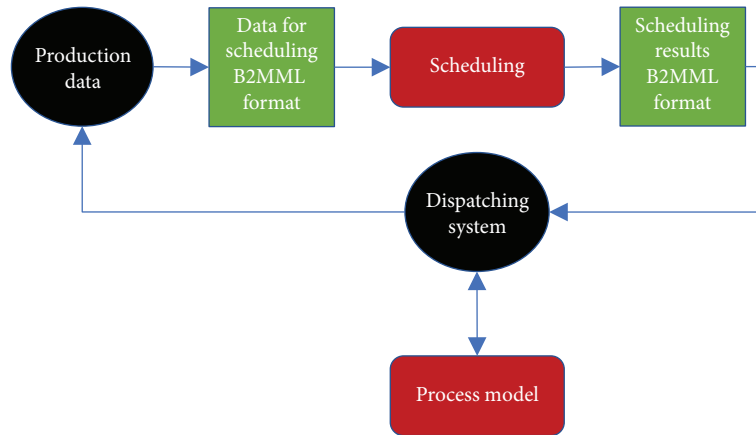 Production
data
Data for
scheduling
B2MML
format
Scheduling
Scheduling
results
B2MML
format
Dispatching
system
Process model